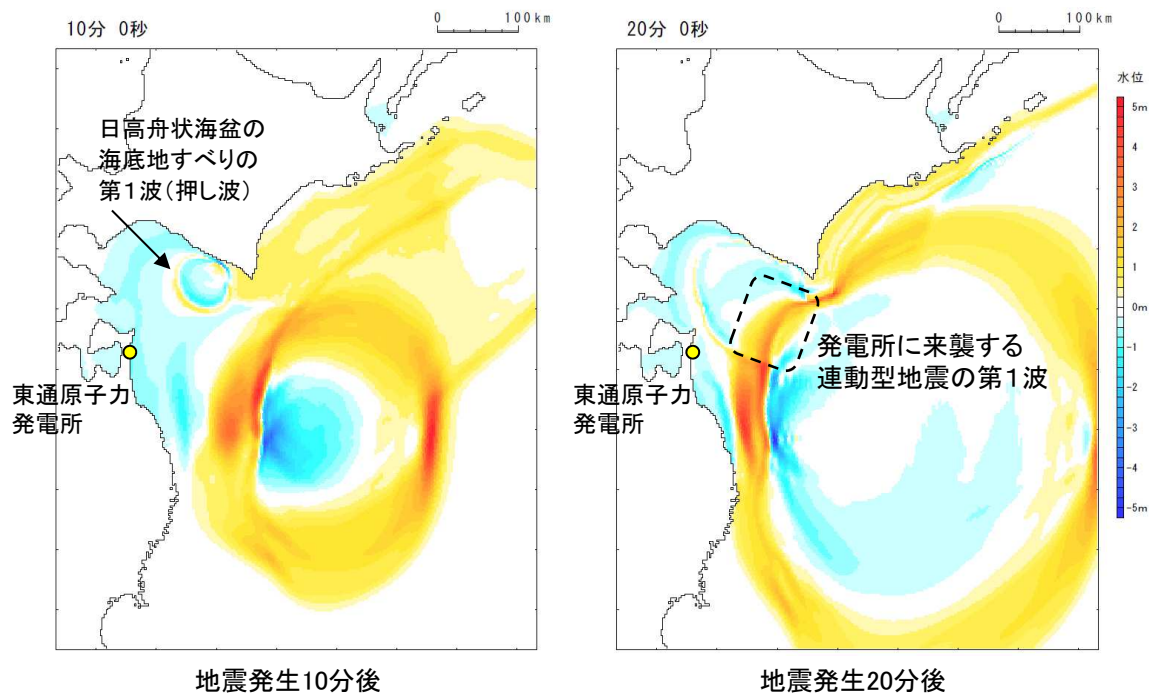 10分 0秒
0 100km
日高舟状海盆の
海底地すべりの
第1波(押し波)
東通原子力
発電所
地震発生10分後
20分 0秒
0 100km
発電所に来襲する
連動型地震の第1波
東通原子力
発電所
地震発生20分後
水位
5m
4
3
2
1
0m
-1
-2
-3
-4
-5m